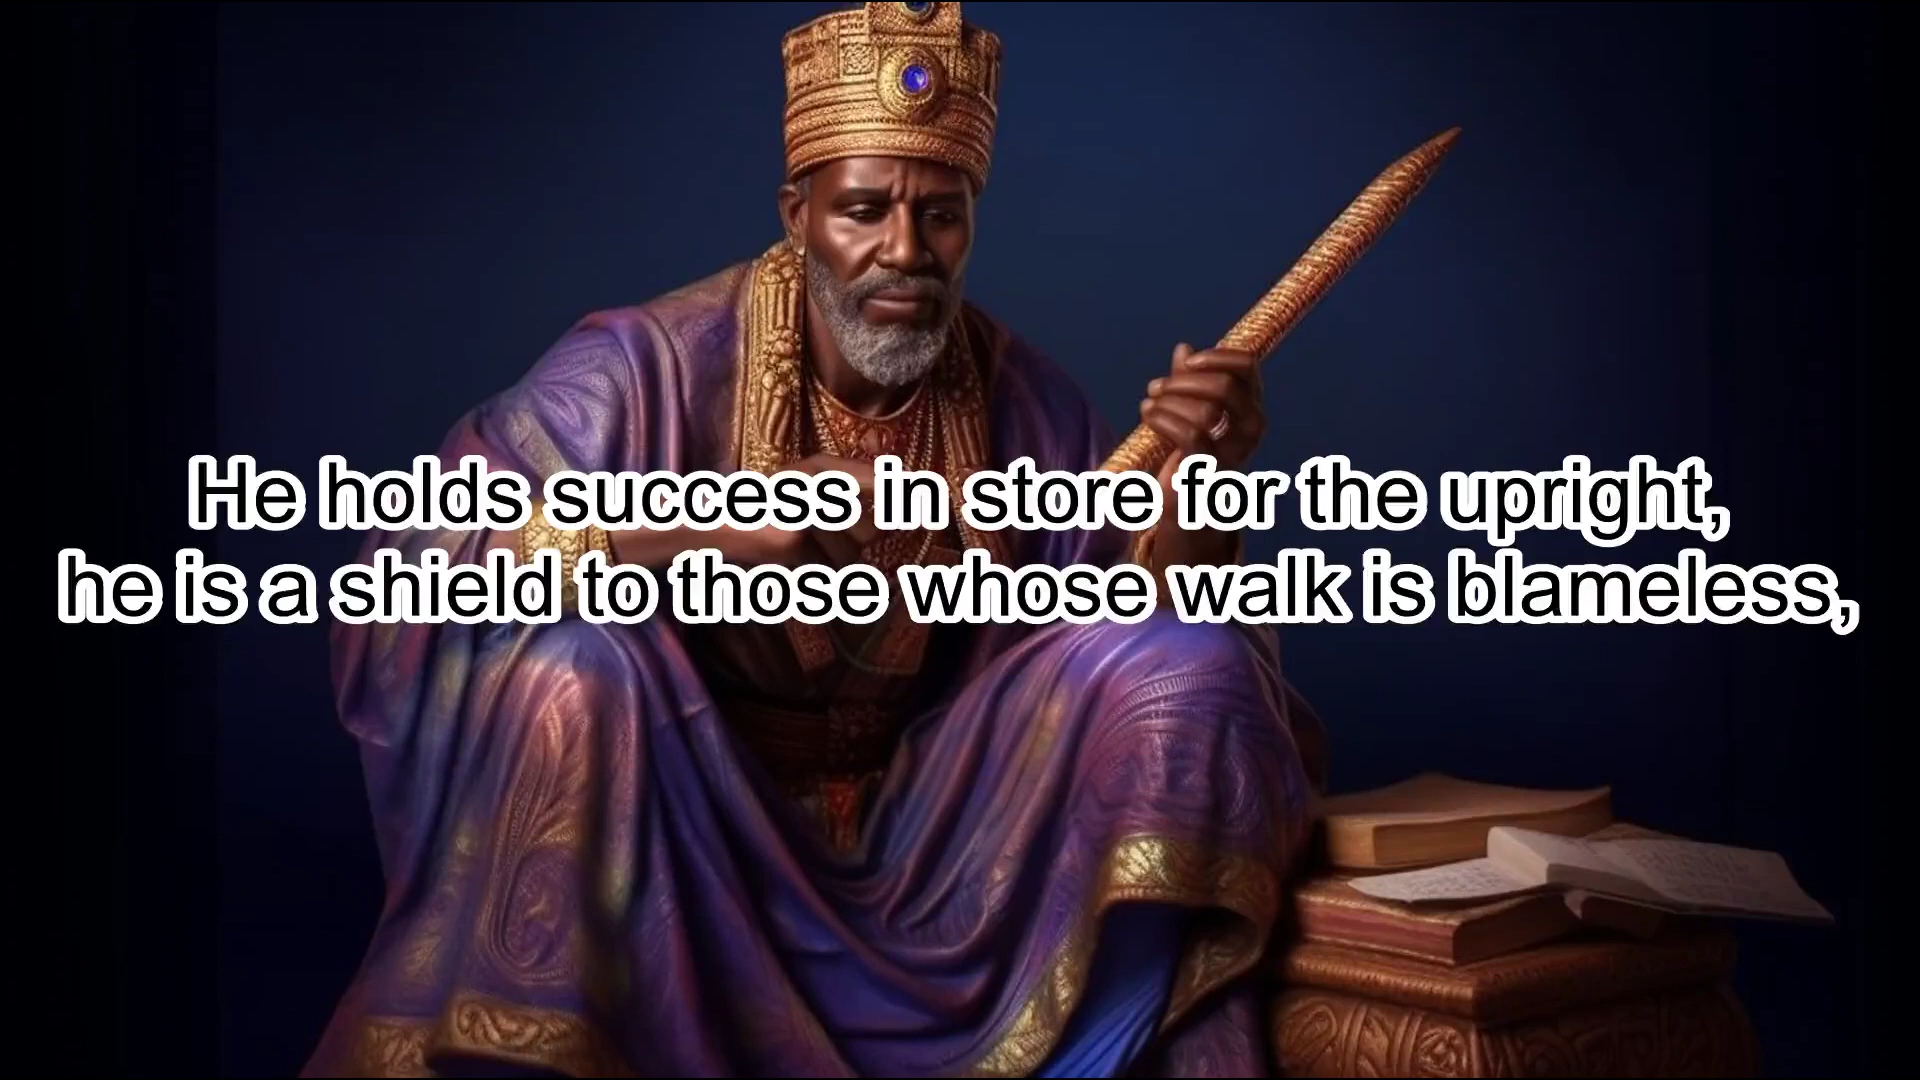 He holds success in store for the upright,
he is a shield to those whose walk is blameless,